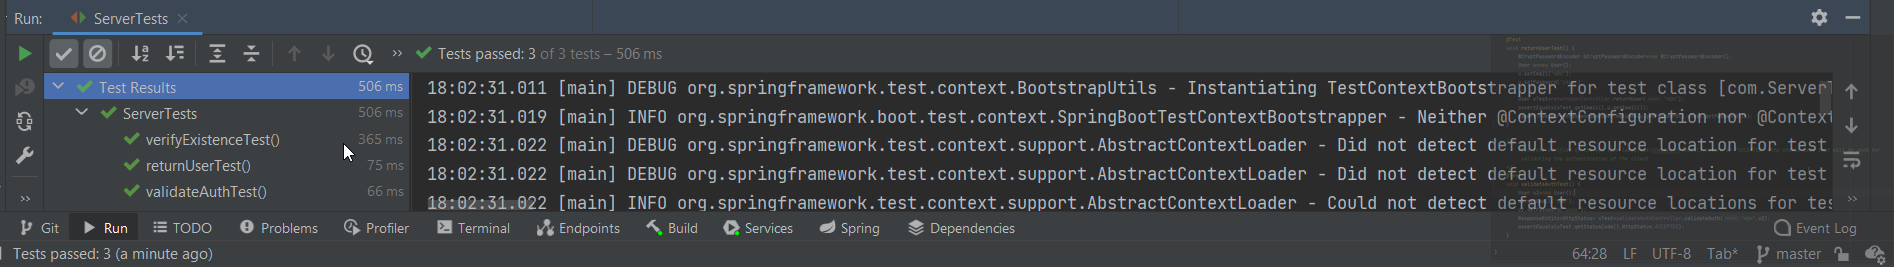 Run: ServerTests
Tests passed: 3 of 3 tests – 506 ms
Test Results 506 ms
ServerTests 506 ms
verifyExistenceTest() 365 ms
returnUserTest() 75 ms
validateAuthTest() 66 ms
18:02:31.011 [main] DEBUG org.springframework.test.context.BootstrapUtils - Instantiating TestContextBootstrapper for test class [com.ServerT
18:02:31.019 [main] INFO org.springframework.boot.test.context.SpringBootTestContextBootstrapper - Neither @ContextConfiguration nor @Context
18:02:31.022 [main] DEBUG org.springframework.test.context.support.AbstractContextLoader - Did not detect default resource location for test
18:02:31.022 [main] DEBUG org.springframework.test.context.support.AbstractContextLoader - Did not detect default resource location for test
18:02:31.022 [main] INFO org.springframework.test.context.support.AbstractContextLoader - Could not detect default resource locations for tes
Git Run TODO Problems Profiler Terminal Endpoints Build Services Spring Dependencies Event Log
Tests passed: 3 (a minute ago) 64:28 LF UTF-8 Tab* master